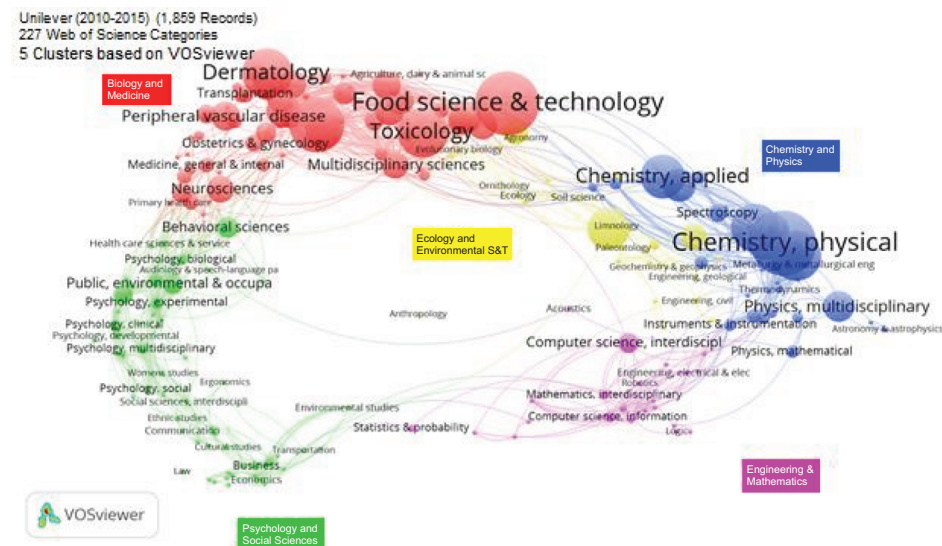 Unilever (2010-2015) (1,859 Records)
227 Web of Science Categories
5 Clusters based on VOSviewer
Biology and
Medicine
Dermatology
Agriculture, dairy & animal sc
Transplantation
Food science & technology
Peripheral vascular disease
Toxicology
Agronomy
Obstetrics & gynecology
Evolutionary biology
Medicine, general & internal
Multidisciplinary sciences
Chemistry and
Physics
Chemistry, applied
Neurosciences
Ornithology
Ecology
Soil science
Primary health care
Spectroscopy
Behavioral sciences
Limnology
Ecology and
Environmental S&T
Chemistry, physical
Health care sciences & service
Paleontology
Psychology, biological
Audiology & speech-language pa
Geochemistry & geophysics
Metallurgy & metallurgical eng
Engineering, geological
Public, environmental & occupa
Thermodynamics
Psychology, experimental
Engineering, civil
Physics, multidisciplinary
Anthropology
Acoustics
Psychology, clinical
Instruments & instrumentation
Astronomy & astrophysics
Psychology, developmental
Psychology, multidisciplinary
Computer science, interdiscipl
Physics, mathematical
Womens studies
Engineering, electrical & elec
Ergonomics
Robotics
Psychology, social
Mathematics, interdisciplinary
Social sciences, interdiscipli
Environmental studies
Ethnic studies
Computer science, information
Communication
Statistics & probability
Logic
Cultural studies
Transportation
Business
Law
Economics
Engineering &
Mathematics
VOSviewer
Psychology and
Social Sciences